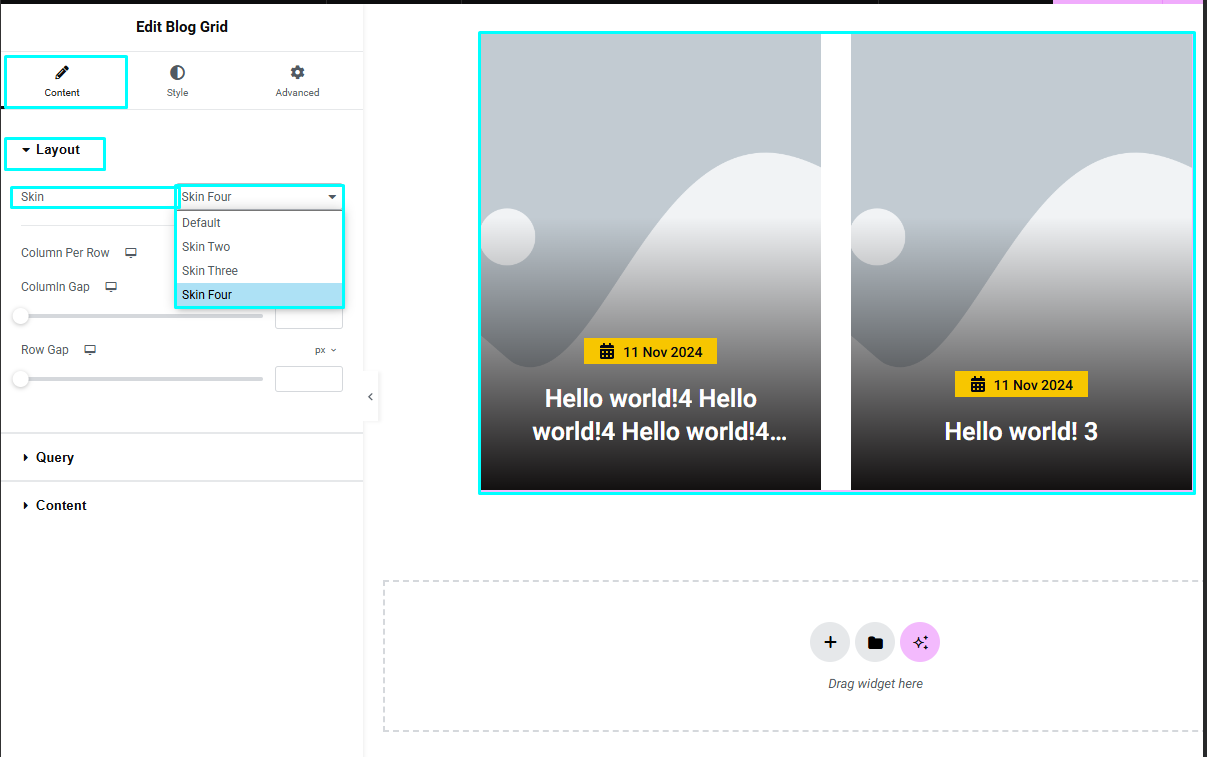 Edit Blog Grid
Content
Style
Advanced
Layout
Skin
Skin Four
Default
Skin Two
Skin Three
Skin Four
Column Per Row
ColumIn Gap
Row Gap
px
Query
Content
11 Nov 2024
Hello world!4 Hello
world!4 Hello world!4...
11 Nov 2024
Hello world! 3
Drag widget here